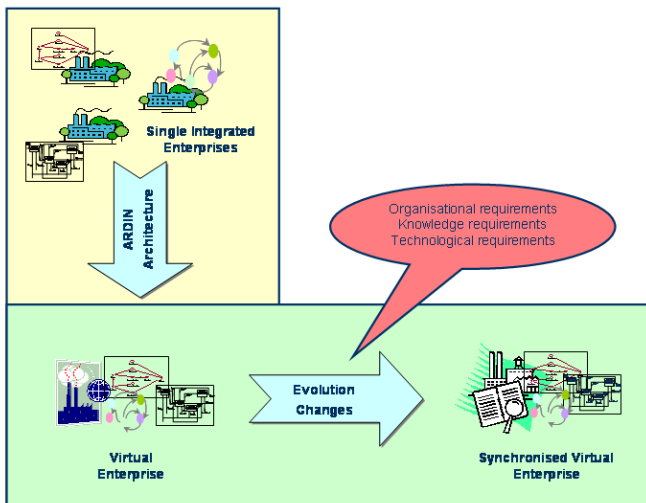 Single Integrated
Enterprises
ARDIN
Architecture
Organisational requirements
Knowledge requirements
Technological requirements
Evolution
Changes
Virtual
Enterprise
Synchronised Virtual
Enterprise